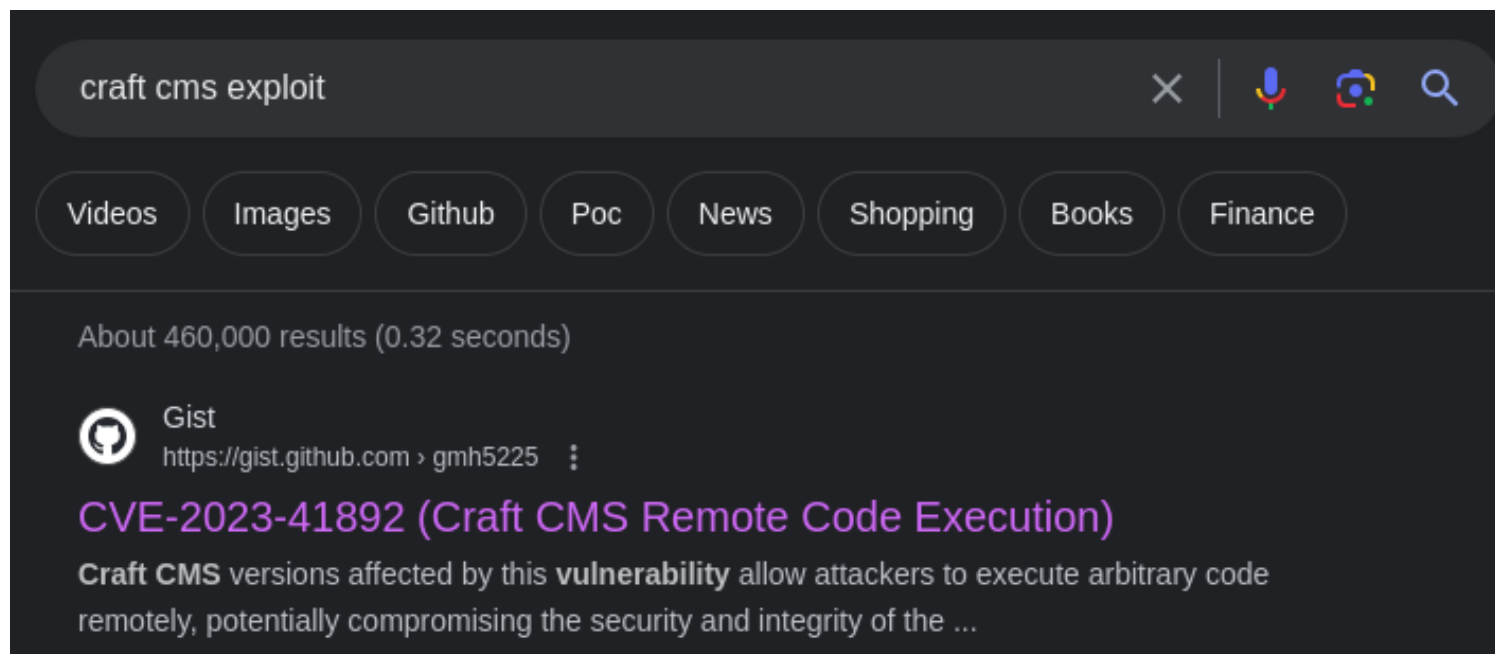 craft cms exploit
Videos Images Github Poc News Shopping Books Finance
About 460,000 results (0.32 seconds)
Gist
https://gist.github.com › gmh5225
CVE-2023-41892 (Craft CMS Remote Code Execution)
Craft CMS versions affected by this vulnerability allow attackers to execute arbitrary code
remotely, potentially compromising the security and integrity of the ...